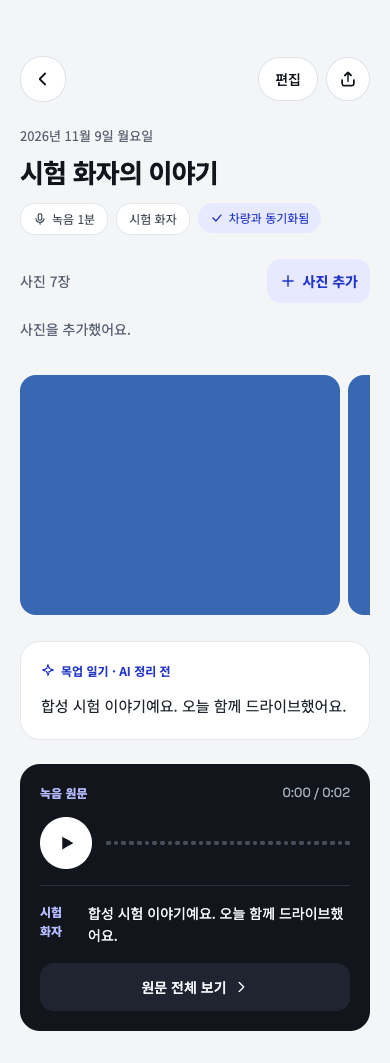 편집
2026년 11월 9일 월요일
시험 화자의 이야기
녹음 1분
시험 화자
차량과 동기화됨
사진 7장
사진 추가
사진을 추가했어요.
목업 일기 · AI 정리 전
합성 시험 이야기예요. 오늘 함께 드라이브했어요.
녹음 원문
0:00 / 0:02
시험
화자
합성 시험 이야기예요. 오늘 함께 드라이브했
어요.
원문 전체 보기